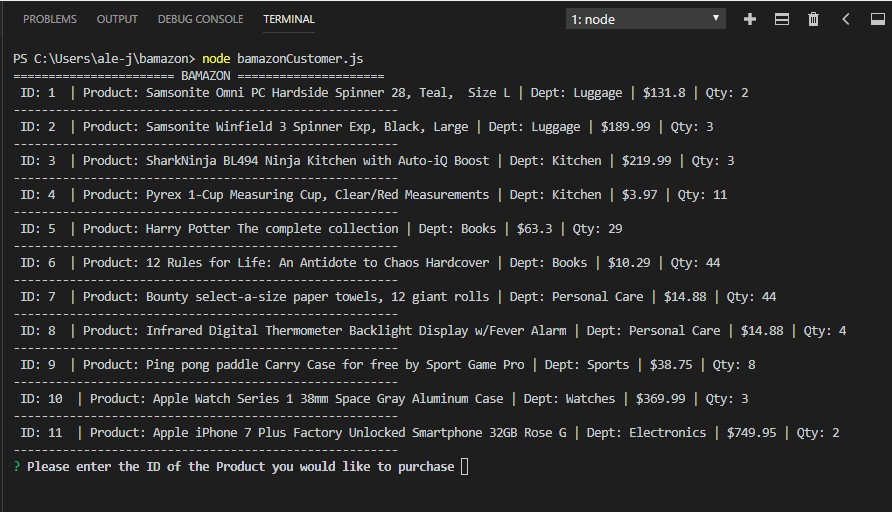 PROBLEMS OUTPUT DEBUG CONSOLE TERMINAL 1: node
PS C:\Users\ale-j\bamazon> node bamazonCustomer.js
======================= BAMAZON =====================
ID: 1 | Product: Samsonite Omni PC Hardside Spinner 28, Teal,  Size L | Dept: Luggage | $131.8 | Qty: 2
-------------------------------------------------------
ID: 2 | Product: Samsonite Winfield 3 Spinner Exp, Black, Large | Dept: Luggage | $189.99 | Qty: 3
-------------------------------------------------------
ID: 3 | Product: SharkNinja BL494 Ninja Kitchen with Auto-iQ Boost | Dept: Kitchen | $219.99 | Qty: 3
-------------------------------------------------------
ID: 4 | Product: Pyrex 1-Cup Measuring Cup, Clear/Red Measurements | Dept: Kitchen | $3.97 | Qty: 11
-------------------------------------------------------
ID: 5 | Product: Harry Potter The complete collection | Dept: Books | $63.3 | Qty: 29
-------------------------------------------------------
ID: 6 | Product: 12 Rules for Life: An Antidote to Chaos Hardcover | Dept: Books | $10.29 | Qty: 44
-------------------------------------------------------
ID: 7 | Product: Bounty select-a-size paper towels, 12 giant rolls | Dept: Personal Care | $14.88 | Qty: 44
-------------------------------------------------------
ID: 8 | Product: Infrared Digital Thermometer Backlight Display w/Fever Alarm | Dept: Personal Care | $14.88 | Qty: 4
-------------------------------------------------------
ID: 9 | Product: Ping pong paddle Carry Case for free by Sport Game Pro | Dept: Sports | $38.75 | Qty: 8
-------------------------------------------------------
ID: 10 | Product: Apple Watch Series 1 38mm Space Gray Aluminum Case | Dept: Watches | $369.99 | Qty: 3
-------------------------------------------------------
ID: 11 | Product: Apple iPhone 7 Plus Factory Unlocked Smartphone 32GB Rose G | Dept: Electronics | $749.95 | Qty: 2
-------------------------------------------------------
? Please enter the ID of the Product you would like to purchase